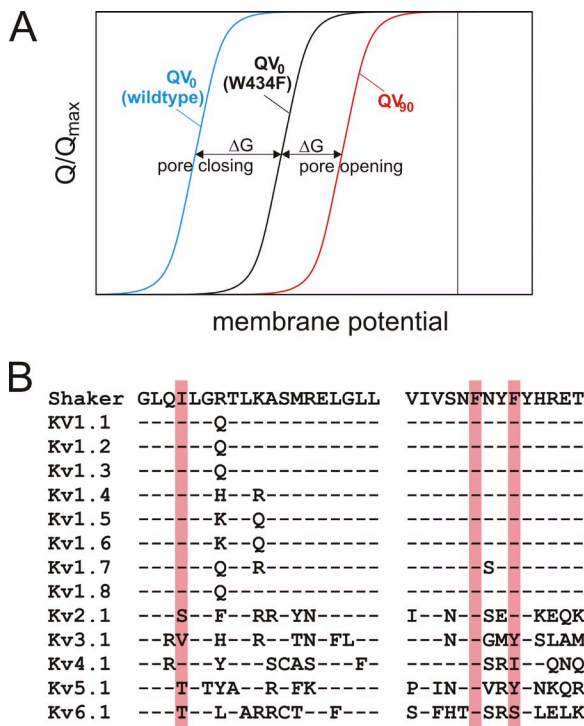 A
QV0
(wildtype)
QV0
(W434F)
QV90
ΔG
ΔG
pore closing
pore opening
Q/Qmax
membrane potential
B
Shaker GLQILGRTLKASMRELGLL VIVSNFNYFYHRET
KV1.1 ------Q------------ --------------
Kv1.2 ------Q------------ --------------
Kv1.3 ------Q------------ --------------
Kv1.4 ------H--R--------- --------------
Kv1.5 ------K--Q--------- --------------
Kv1.6 ------K--Q--------- --------------
Kv1.7 ------Q--R--------- ------S-------
Kv1.8 ------Q------------ --------------
Kv2.1 ---S--F--RR-YN----- I--N--SE--KEQK
Kv3.1 --RV--H--R--TN-FL-- ---N--GMY-SLAM
Kv4.1 --R---Y---SCAS---F- ------SRI--QNQ
Kv5.1 ---T-TYA--R-FK----- P-IN--VRY-NKQR
Kv6.1 ---T--L-ARRCT--F--- S-FHT-SRS-LELK